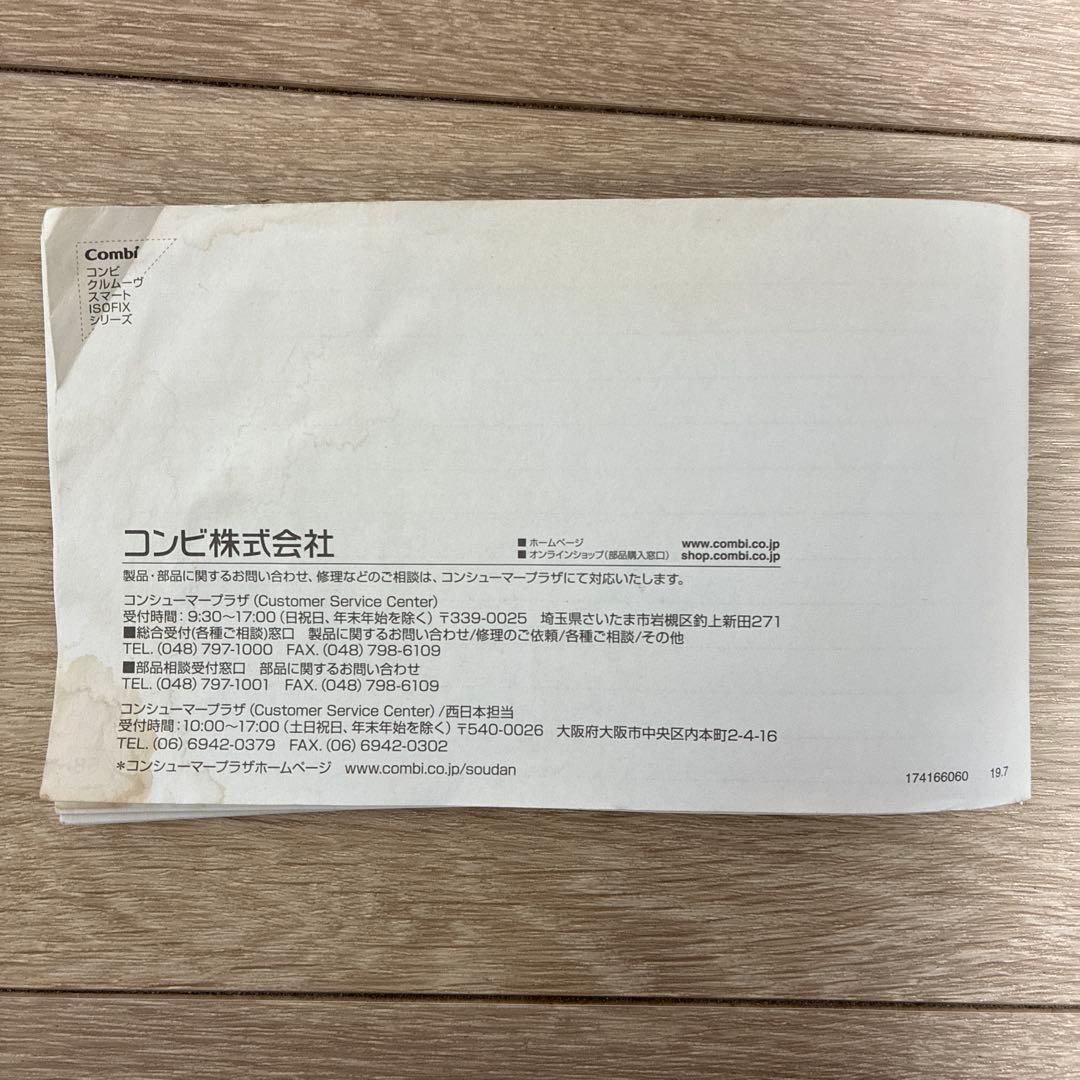 Combi
コンビ
クルムーヴ
スマート
ISOFIX
シリーズ
コンビ株式会社
■ ホームページ www.combi.co.jp
■ オンラインショップ(部品購入窓口) shop.combi.co.jp
製品・部品に関するお問い合わせ、修理などのご相談は、コンシューマープラザにて対応いたします。
コンシューマープラザ (Customer Service Center)
受付時間：9:30〜17:00 (日祝日、年末年始を除く) 〒339-0025 埼玉県さいたま市岩槻区釣上新田271
■総合受付(各種ご相談)窓口 製品に関するお問い合わせ/修理のご依頼/各種ご相談/その他
TEL. (048) 797-1000 FAX. (048) 798-6109
■部品相談受付窓口 部品に関するお問い合わせ
TEL. (048) 797-1001 FAX. (048) 798-6109
コンシューマープラザ (Customer Service Center) /西日本担当
受付時間：10:00〜17:00 (土日祝日、年末年始を除く) 〒540-0026 大阪府大阪市中央区内本町2-4-16
TEL. (06) 6942-0379 FAX. (06) 6942-0302
＊コンシューマープラザホームページ www.combi.co.jp/soudan
174166060 19.7